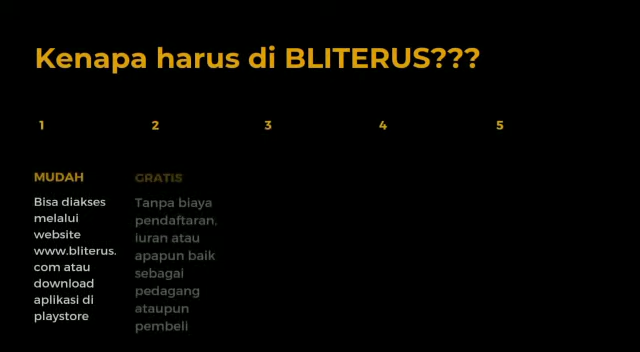 Kenapa harus di BLITERUS???
1 2 3 4 5
MUDAH
Bisa diakses
melalui
website
www.bliterus.
com atau
download
aplikasi di
playstore
GRATIS
Tanpa biaya
pendaftaran,
iuran atau
apapun baik
sebagai
pedagang
ataupun
pembeli